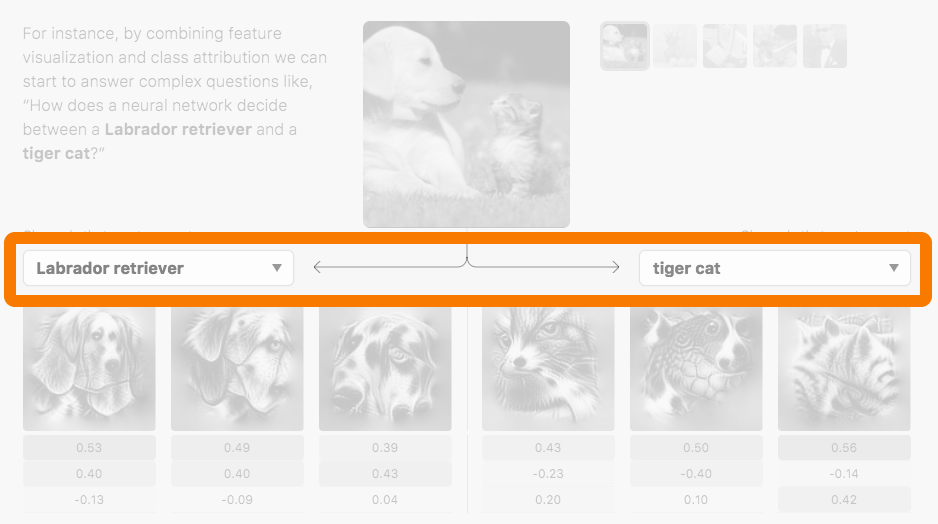 For instance, by combining feature
visualization and class attribution we can
start to answer complex questions like,
“How does a neural network decide
between a Labrador retriever and a
tiger cat?”
Labrador retriever
tiger cat
0.53 0.49 0.39 0.43 0.50 0.56
0.40 0.40 0.43 -0.23 -0.40 -0.14
-0.13 -0.09 0.04 0.20 0.10 0.42